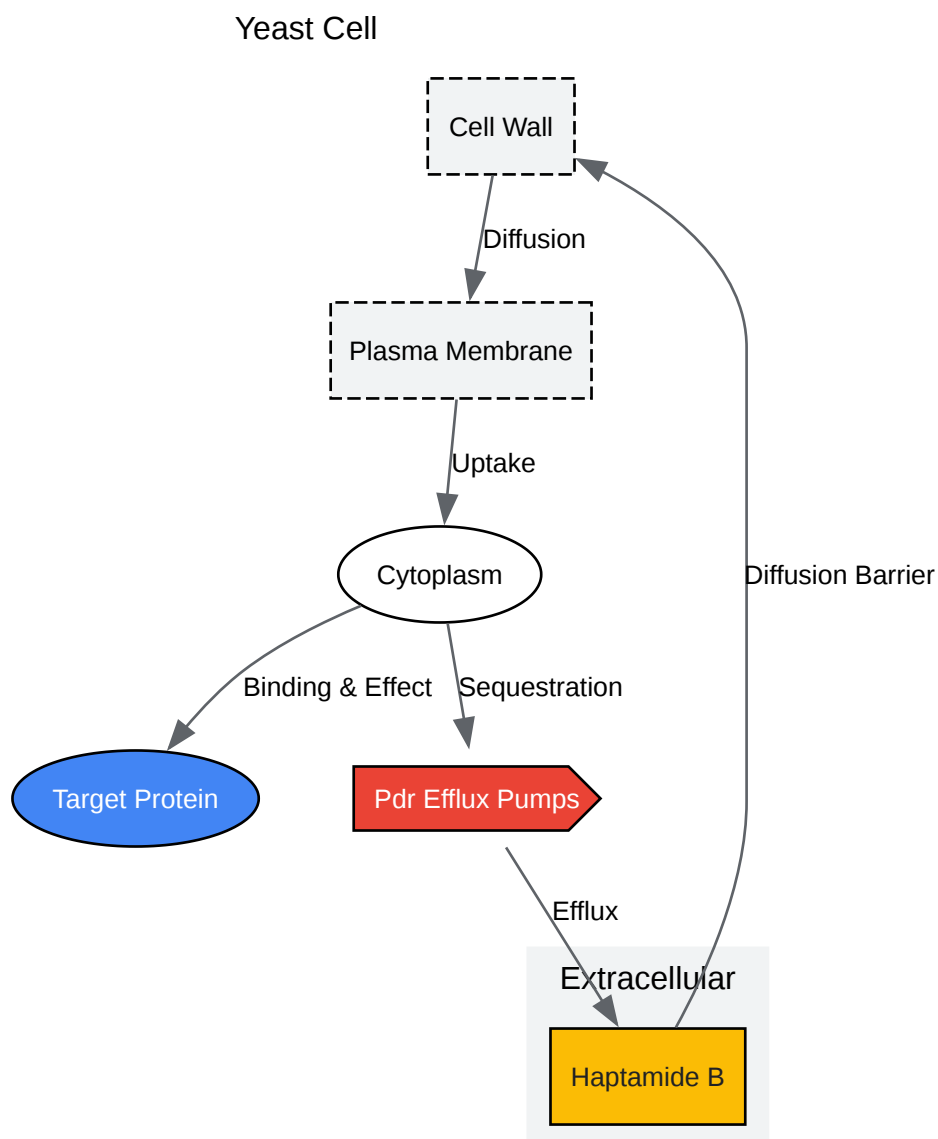 Yeast Cell
Cell Wall
Diffusion
Plasma Membrane
Uptake
Cytoplasm
Diffusion Barrier
Binding & Effect
Sequestration
Target Protein
Pdr Efflux Pumps
Efflux
Extracellular
Haptamide B